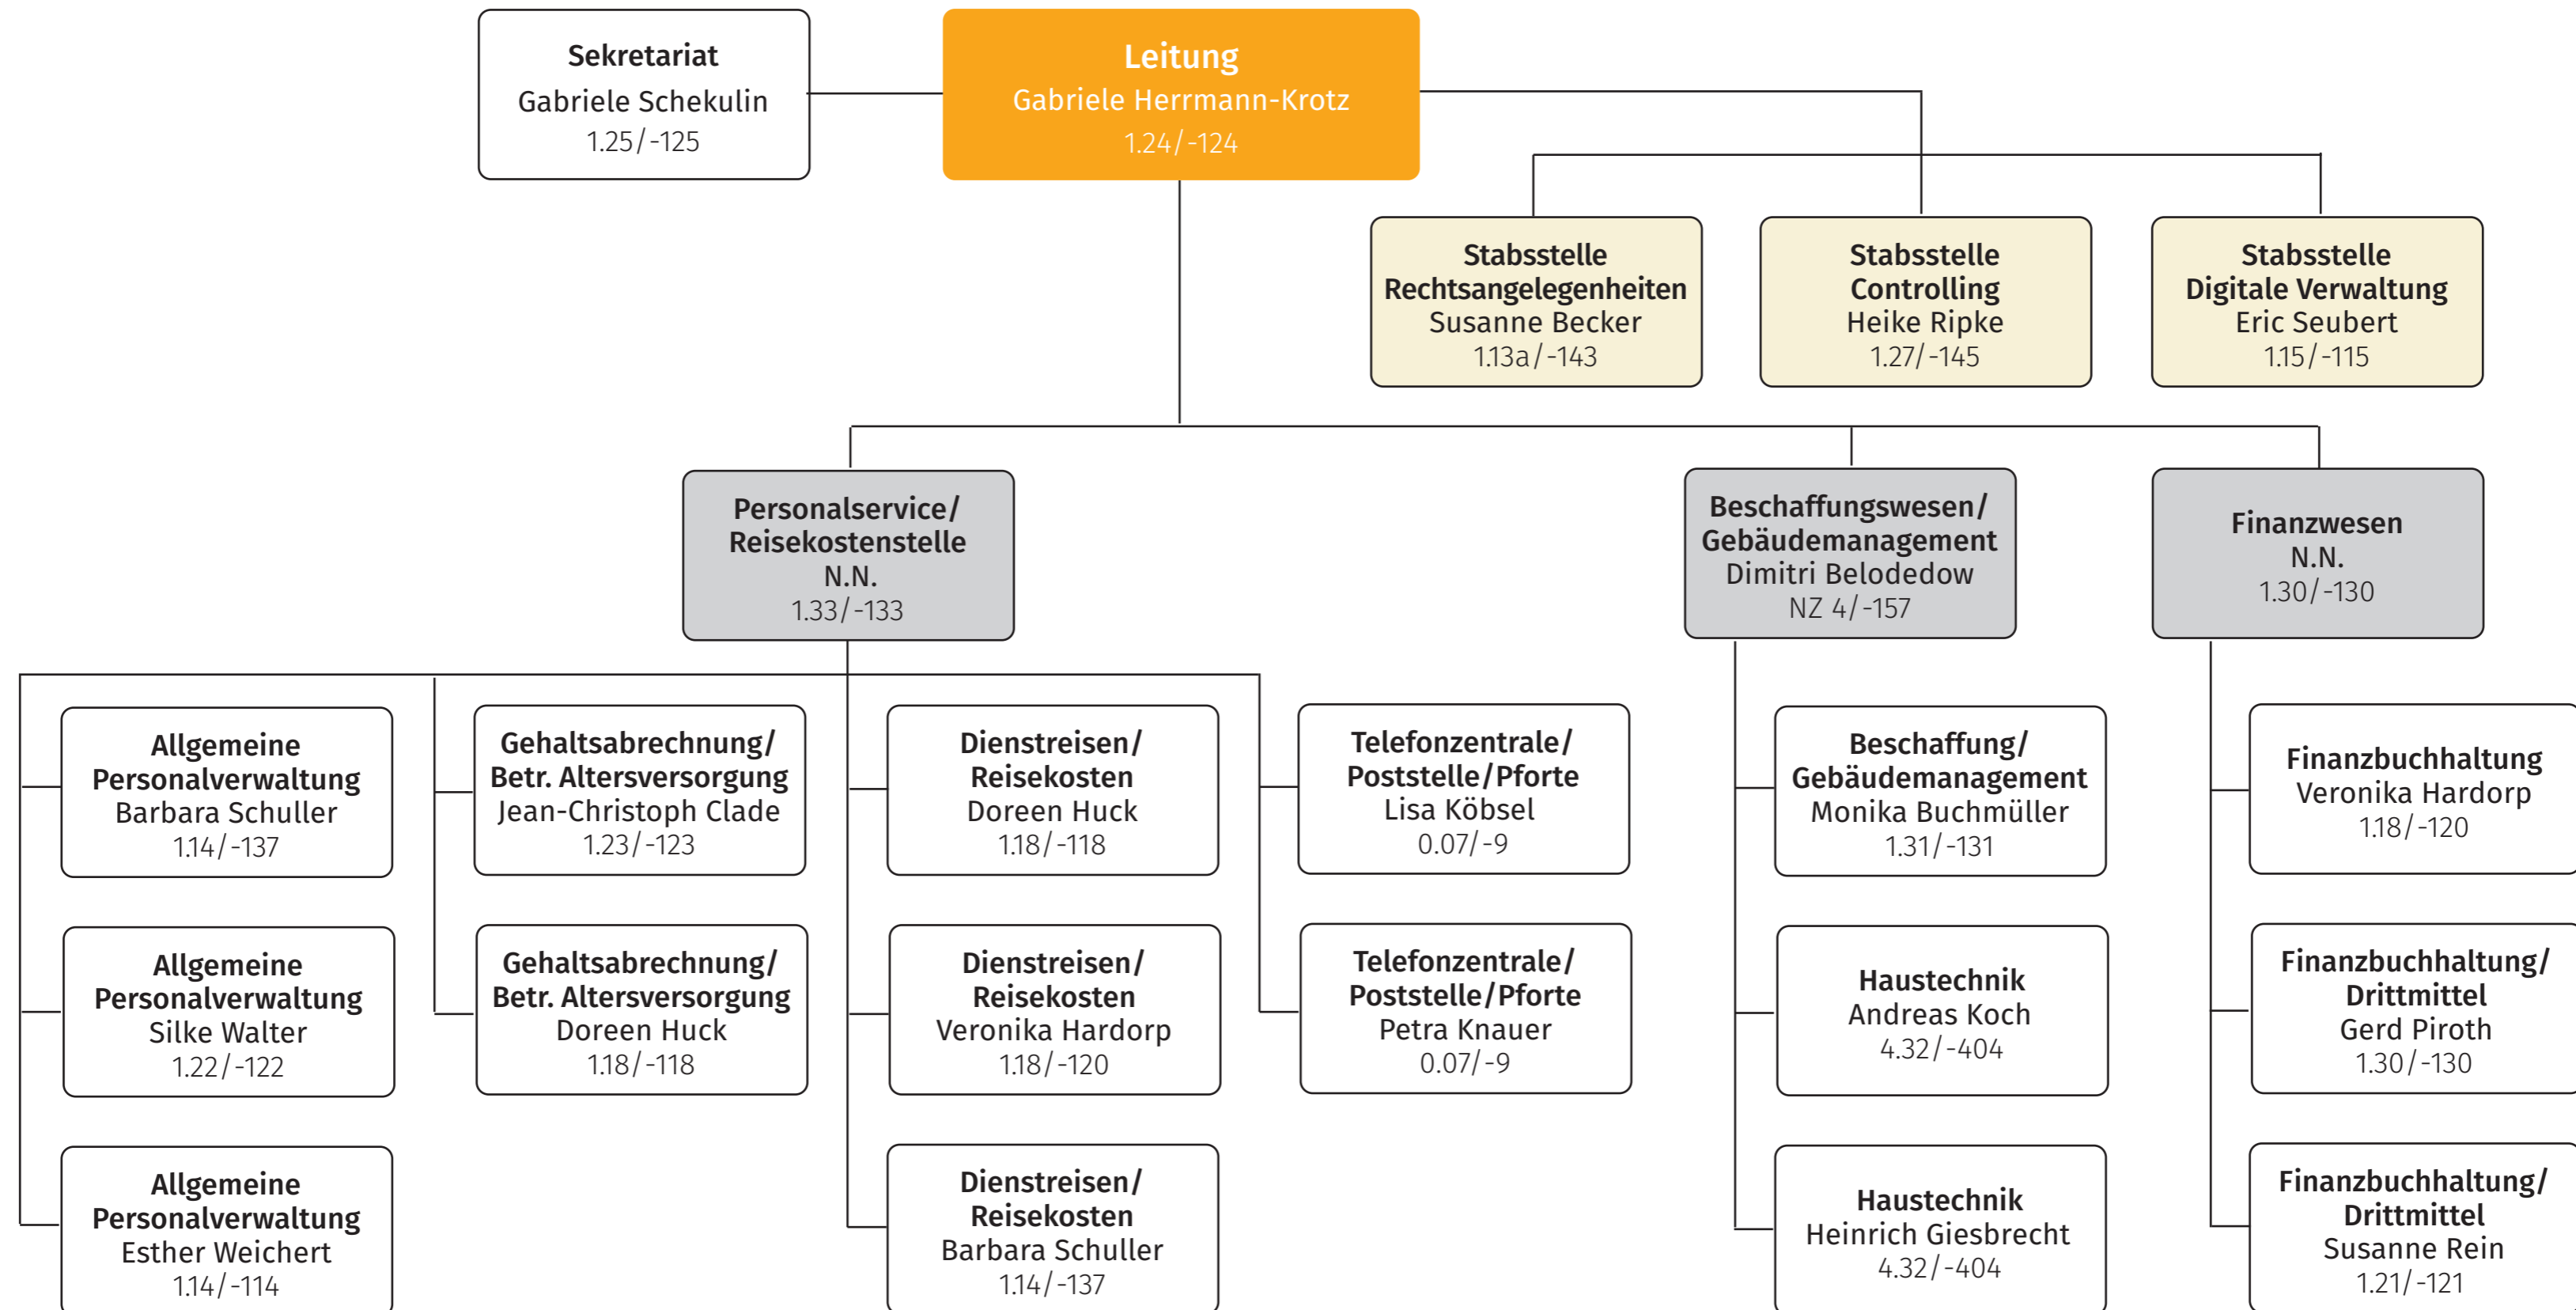 Sekretariat
Gabriele Schekulin
1.25/-125
Leitung
Gabriele Herrmann-Krotz
1.24/-124
Stabsstelle
Rechtsangelegenheiten
Susanne Becker
1.13a/-143
Stabsstelle
Controlling
Heike Ripke
1.27/-145
Stabsstelle
Digitale Verwaltung
Eric Seubert
1.15/-115
Personalservice/
Reisekostenstelle
N.N.
1.33/-133
Beschaffungswesen/
Gebäudemanagement
Dimitri Belodedow
NZ 4/-157
Finanzwesen
N.N.
1.30/-130
Allgemeine
Personalverwaltung
Barbara Schuller
1.14/-137
Gehaltsabrechnung/
Betr. Altersversorgung
Jean-Christoph Clade
1.23/-123
Dienstreisen/
Reisekosten
Doreen Huck
1.18/-118
Telefonzentrale/
Poststelle/Pforte
Lisa Köbsel
0.07/-9
Beschaffung/
Gebäudemanagement
Monika Buchmüller
1.31/-131
Finanzbuchhaltung
Veronika Hardorp
1.18/-120
Allgemeine
Personalverwaltung
Silke Walter
1.22/-122
Gehaltsabrechnung/
Betr. Altersversorgung
Doreen Huck
1.18/-118
Dienstreisen/
Reisekosten
Veronika Hardorp
1.18/-120
Telefonzentrale/
Poststelle/Pforte
Petra Knauer
0.07/-9
Haustechnik
Andreas Koch
4.32/-404
Finanzbuchhaltung/
Drittmittel
Gerd Piroth
1.30/-130
Allgemeine
Personalverwaltung
Esther Weichert
1.14/-114
Dienstreisen/
Reisekosten
Barbara Schuller
1.14/-137
Haustechnik
Heinrich Giesbrecht
4.32/-404
Finanzbuchhaltung/
Drittmittel
Susanne Rein
1.21/-121